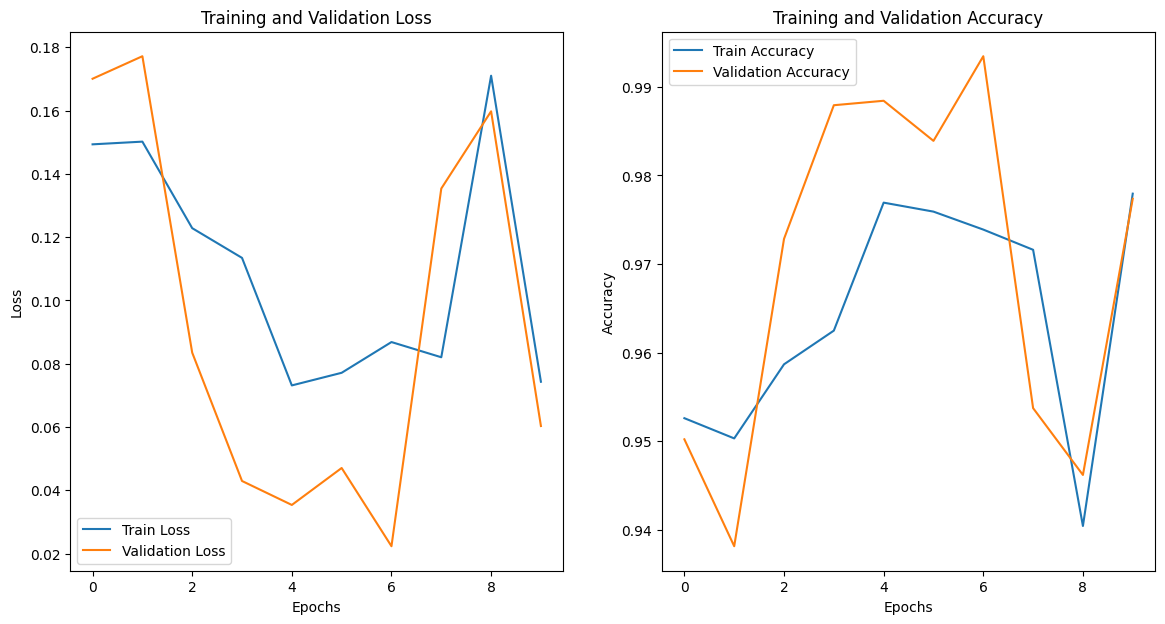 Training and Validation Loss
0.18
0.16
0.14
0.12
0.10
0.08
0.06
0.04
0.02
Loss
Train Loss
Validation Loss
0 2 4 6 8
Epochs
Training and Validation Accuracy
Train Accuracy
Validation Accuracy
0.99
0.98
0.97
0.96
0.95
0.94
Accuracy
0 2 4 6 8
Epochs